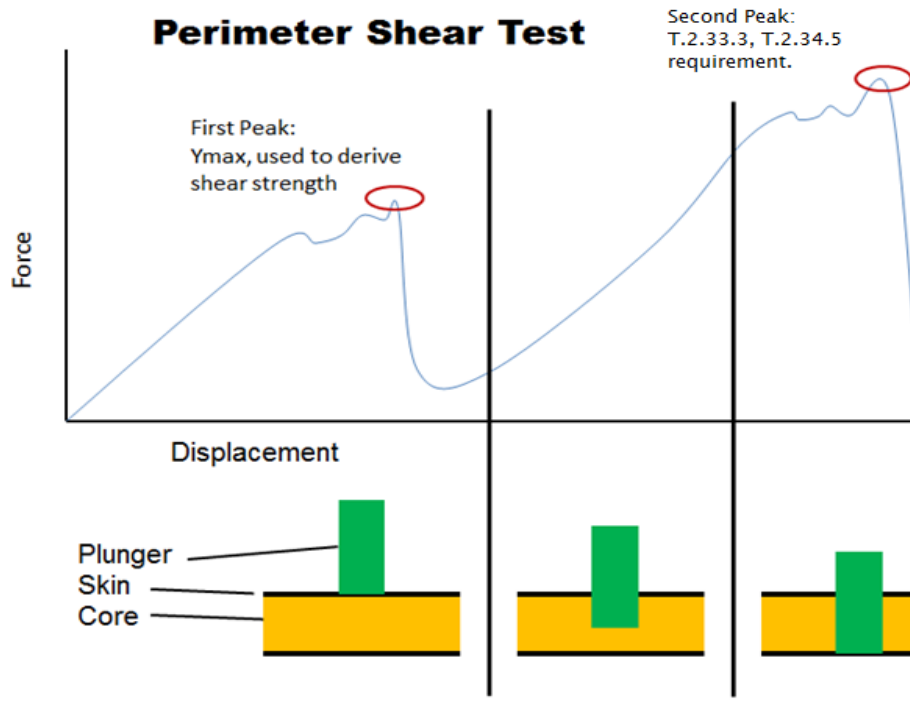 Perimeter Shear Test
Second Peak:
T.2.33.3, T.2.34.5
requirement.
First Peak:
Ymax, used to derive
shear strength
Force
Displacement
Plunger
Skin
Core